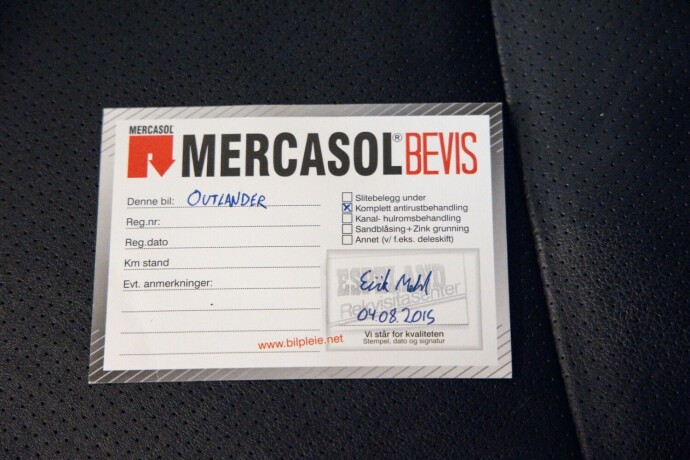 MERCASOL
MERCASOL® BEVIS
Denne bil: OUTLANDER
Reg.nr:
Reg.dato
Km stand
Evt. anmerkninger:
Slitebelegg under
Komplett antirustbehandling
Kanal- hulromsbehandling
Sandblåsing+Zink grunning
Annet (v/ f.eks. deleskift)
Rekvisitasenter
04.08.2015
Vi står for kvaliteten
Stempel, dato og signatur
www.bilpleie.net